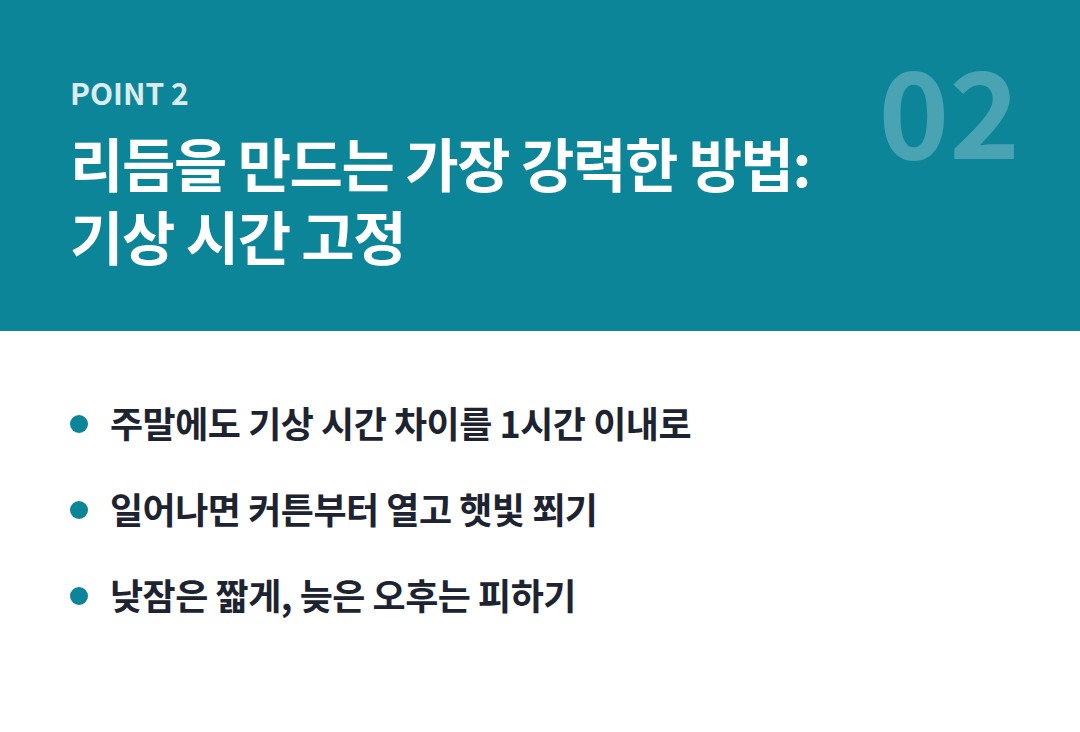 POINT 2
02
리듬을 만드는 가장 강력한 방법:
기상 시간 고정
주말에도 기상 시간 차이를 1시간 이내로
일어나면 커튼부터 열고 햇빛 쬐기
낮잠은 짧게, 늦은 오후는 피하기